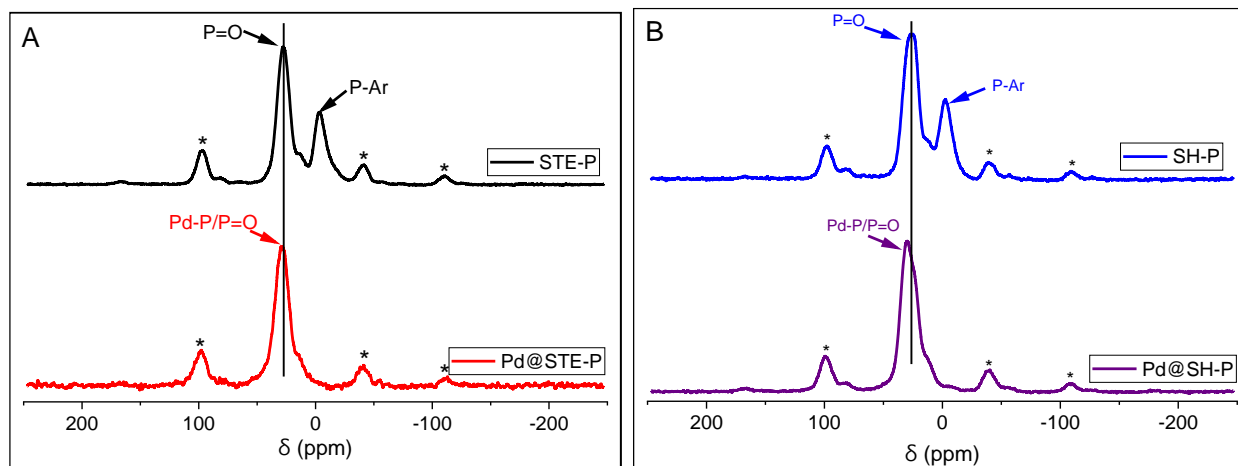 A
P=O
P-Ar
*
*
*
STE-P
Pd-P/P=O
*
*
*
Pd@STE-P
200 100 0 -100 -200
δ (ppm)
B
P=O
P-Ar
*
*
*
SH-P
Pd-P/P=O
*
*
*
Pd@SH-P
200 100 0 -100 -200
δ (ppm)